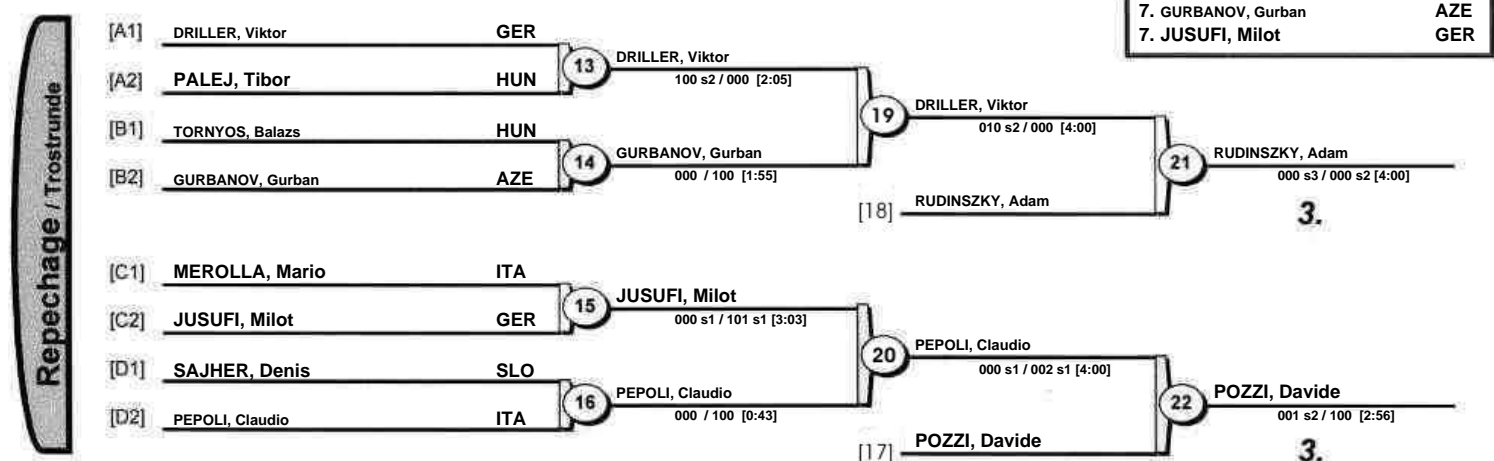 7. GURBANOV, Gurban AZE
7. JUSUFI, Milot GER
Repechage / Trostrunde
[A1] DRILLER, Viktor GER
[A2] PALEJ, Tibor HUN
13 DRILLER, Viktor
100 s2 / 000 [2:05]
[B1] TORNYOS, Balazs HUN
[B2] GURBANOV, Gurban AZE
14 GURBANOV, Gurban
000 / 100 [1:55]
19 DRILLER, Viktor
010 s2 / 000 [4:00]
[18] RUDINSZKY, Adam
21 RUDINSZKY, Adam
000 s3 / 000 s2 [4:00]
3.
[C1] MEROLLA, Mario ITA
[C2] JUSUFI, Milot GER
15 JUSUFI, Milot
000 s1 / 101 s1 [3:03]
[D1] SAJHER, Denis SLO
[D2] PEPOLI, Claudio ITA
16 PEPOLI, Claudio
000 / 100 [0:43]
20 PEPOLI, Claudio
000 s1 / 002 s1 [4:00]
[17] POZZI, Davide
22 POZZI, Davide
001 s2 / 100 [2:56]
3.